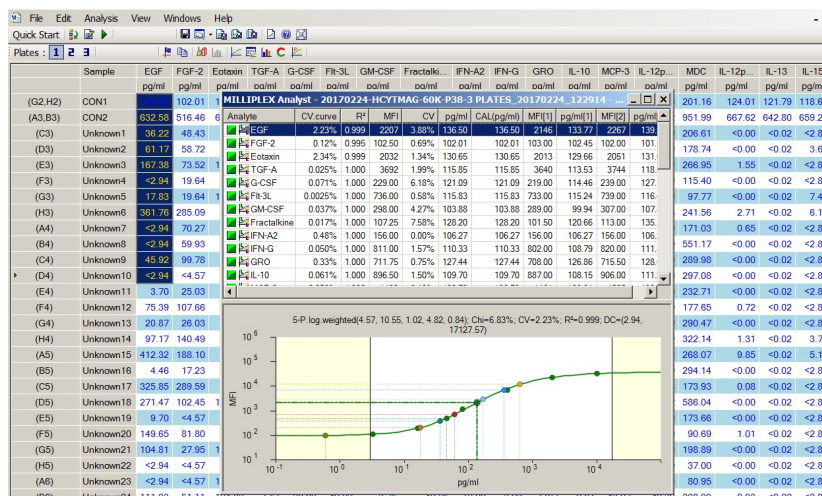 File Edit Analysis View Windows Help
Quick Start
Plates : 1 2 3
Sample EGF FGF-2 Eotaxin TGF-A G-CSF Flt-3L GM-CSF Fractalki... IFN-A2 IFN-G GRO IL-10 MCP-3 IL-12p... MDC IL-12p... IL-13 IL-15
pg/ml pg/ml pg/ml pg/ml pg/ml pg/ml pg/ml pg/ml pg/ml pg/ml pg/ml pg/ml pg/ml pg/ml pg/ml pg/ml pg/ml
(G2,H2) CON1 102.01 201.16 124.01 121.79 118.6
(A3,B3) CON2 632.58 516.46 951.99 667.62 642.80 659.2
(C3) Unknown1 36.22 48.43 206.61 <0.00 <0.02 <2.8
(D3) Unknown2 61.17 58.72 178.74 <0.00 <0.02 3.6
(E3) Unknown3 167.38 73.52 266.95 1.55 <0.02 <2.8
(F3) Unknown4 <2.94 19.64 115.40 <0.00 <0.02 <2.8
(G3) Unknown5 17.83 19.64 97.77 <0.00 <0.02 7.4
(H3) Unknown6 361.76 285.09 241.56 2.71 <0.02 6.1
(A4) Unknown7 <2.94 70.27 171.03 0.65 <0.02 <2.8
(B4) Unknown8 <2.94 59.93 551.17 <0.00 <0.02 <2.8
(C4) Unknown9 45.92 99.78 289.98 <0.00 <0.02 <2.8
(D4) Unknown10 <2.94 <4.57 297.08 <0.00 <0.02 <2.8
(E4) Unknown11 3.70 25.03 232.71 <0.00 <0.02 <2.8
(F4) Unknown12 75.39 107.66 177.65 0.72 <0.02 <2.8
(G4) Unknown13 20.87 26.03 290.47 <0.00 <0.02 <2.8
(H4) Unknown14 97.17 140.49 322.14 1.31 <0.02 3.7
(A5) Unknown15 412.32 188.10 268.07 9.85 <0.02 5.1
(B5) Unknown16 4.46 17.23 294.14 <0.00 <0.02 <2.8
(C5) Unknown17 325.85 289.59 173.93 0.08 <0.02 <2.8
(D5) Unknown18 271.47 102.45 586.04 <0.00 <0.02 <2.8
(E5) Unknown19 9.70 <4.57 173.66 <0.00 <0.02 <2.8
(F5) Unknown20 149.65 81.80 90.69 1.01 <0.02 <2.8
(G5) Unknown21 104.81 27.95 198.89 <0.00 <0.02 <2.8
(H5) Unknown22 <2.94 <4.57 37.00 <0.00 <0.02 <2.8
(A6) Unknown23 <2.94 <4.57 80.95 <0.00 <0.02 <2.8
MILLIPLEX Analyst - 20170224-HCYTMAG-60K-P38-3 PLATES_20170224_122914 - ...
Analyte CV.curve R² MFI CV pg/ml CAL(pg/ml) MFI[1] pg/ml[1] MFI[2] pg/ml
EGF 2.23% 0.999 2207 3.88% 136.50 136.50 2146 133.77 2267 139.
FGF-2 0.12% 0.995 102.50 0.69% 102.01 102.01 103.00 102.45 102.00 101.
Eotaxin 2.34% 0.999 2032 1.34% 130.65 130.65 2013 129.66 2051 131.
TGF-A 0.025% 1.000 3692 1.99% 115.85 115.85 3640 113.53 3744 118.
G-CSF 0.071% 1.000 229.00 6.18% 121.09 121.09 219.00 114.46 239.00 127.
Flt-3L 0.0025% 1.000 736.00 0.58% 115.83 115.83 733.00 115.24 739.00 116.
GM-CSF 0.037% 1.000 298.00 4.27% 103.88 103.88 289.00 99.94 307.00 107.
Fractalkine 0.017% 1.000 107.25 7.58% 128.20 128.20 101.50 120.66 113.00 135.
IFN-A2 0.48% 1.000 156.00 0.00% 106.27 106.27 156.00 106.27 156.00 106.
IFN-G 0.050% 1.000 811.00 1.57% 110.33 110.33 802.00 108.79 820.00 111.
GRO 0.33% 1.000 711.75 0.75% 127.44 127.44 708.00 126.86 715.50 128.
IL-10 0.061% 1.000 896.50 1.50% 109.70 109.70 887.00 108.15 906.00 111.
5-P. log.weighted(4.57, 10.55, 1.02, 4.82, 0.84); Chi=6.83%; CV=2.23%; R²=0.999; DC=(2.94,
17127.57)
10⁶
10⁵
10⁴
10³
10²
10¹
MFI
10⁻¹ 10⁰ 10¹ 10² 10³ 10⁴
pg/ml